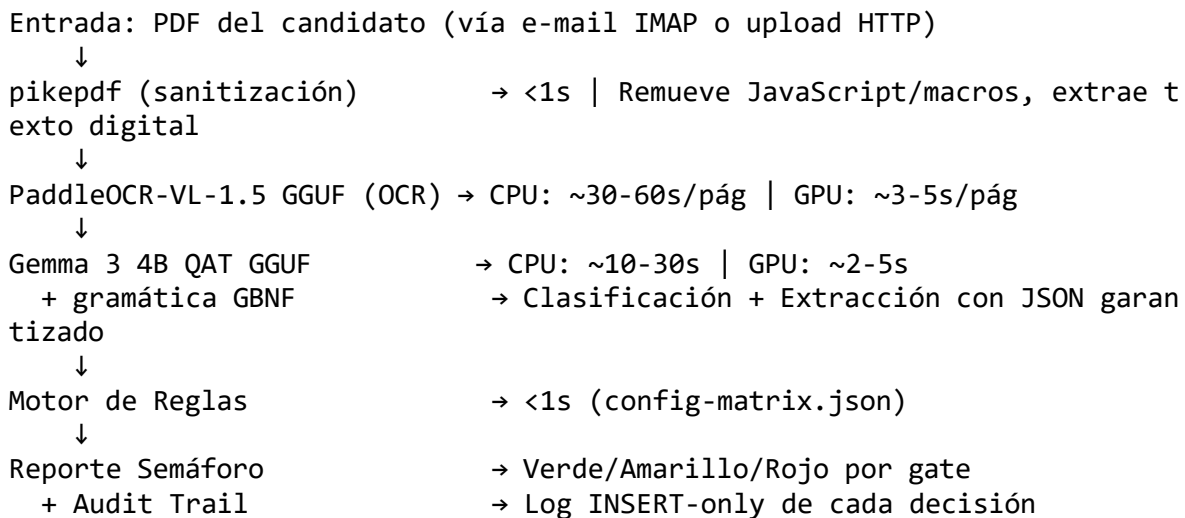 Entrada: PDF del candidato (vía e-mail IMAP o upload HTTP)
↓
pikepdf (sanitización) → <1s | Remueve JavaScript/macros, extrae t
exto digital
↓
PaddleOCR-VL-1.5 GGUF (OCR) → CPU: ~30-60s/pág | GPU: ~3-5s/pág
↓
Gemma 3 4B QAT GGUF → CPU: ~10-30s | GPU: ~2-5s
+ gramática GBNF → Clasificación + Extracción con JSON garan
tizado
↓
Motor de Reglas → <1s (config-matrix.json)
↓
Reporte Semáforo → Verde/Amarillo/Rojo por gate
+ Audit Trail → Log INSERT-only de cada decisión